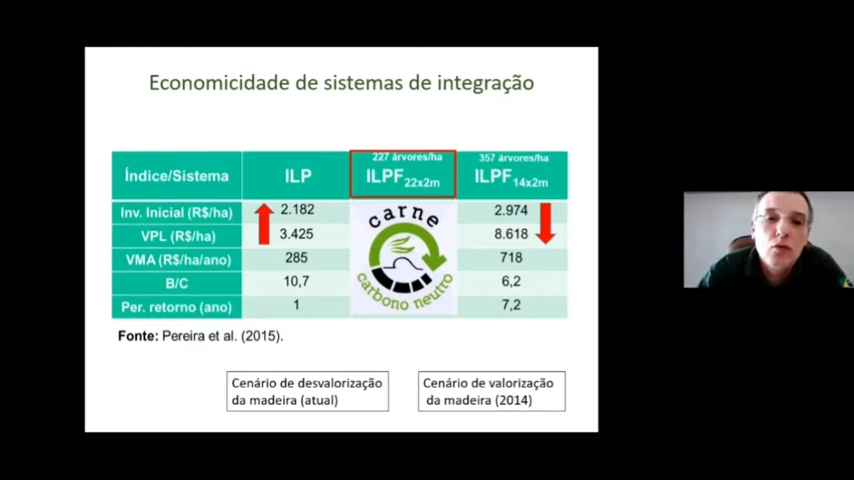 Economicidade de sistemas de integração
Índice/Sistema
ILP
227 árvores/ha
ILPF22x2m
357 árvores/ha
ILPF14x2m
Inv. Inicial (R$/ha)
2.182
2.974
VPL (R$/ha)
3.425
8.618
VMA (R$/ha/ano)
285
718
B/C
10,7
6,2
Per. retorno (ano)
1
7,2
carne
carbono neutro
Fonte: Pereira et al. (2015).
Cenário de desvalorização
da madeira (atual)
Cenário de valorização
da madeira (2014)